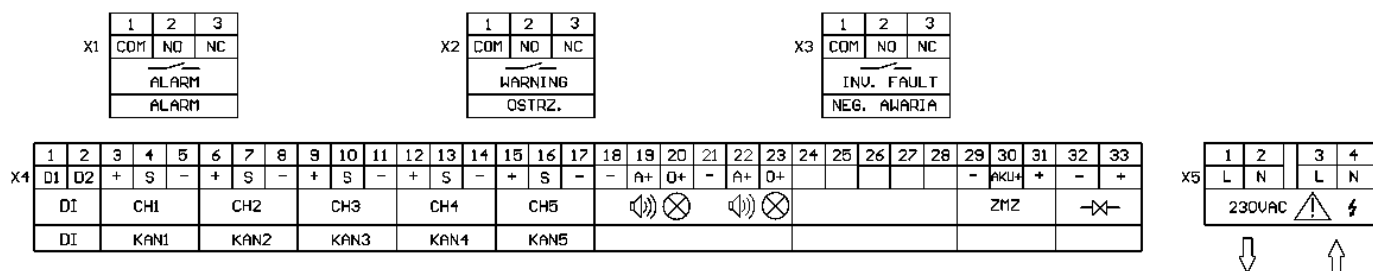 1 2 3
X1 COM NO NC
ALARM
ALARM
1 2 3
X2 COM NO NC
WARNING
OSTRZ.
1 2 3
X3 COM NO NC
INV. FAULT
NEG. AWARIA
1 2 3 4 5 6 7 8 9 10 11 12 13 14 15 16 17 18 19 20 21 22 23 24 25 26 27 28 29 30 31 32 33
X4 D1 D2 + S - + S - + S - + S - + S - - A+ O+ - A+ O+ - AKU+ + - +
DI CH1 CH2 CH3 CH4 CH5 ZMZ
DI KAN1 KAN2 KAN3 KAN4 KAN5
1 2 3 4
X5 L N L N
230VAC